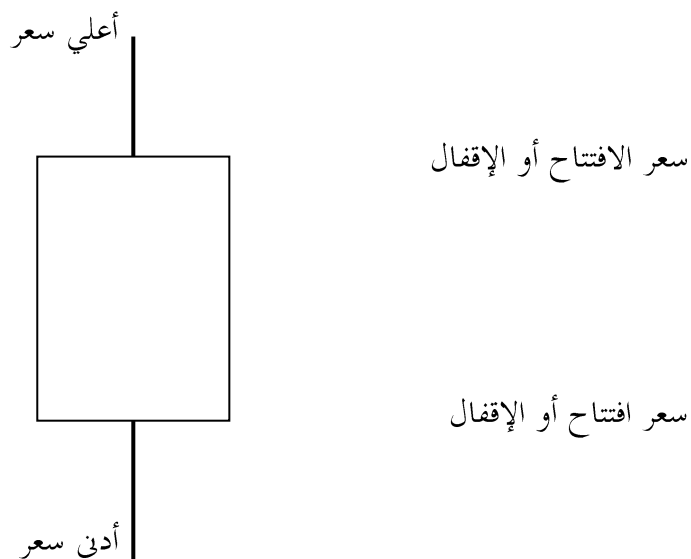 أعلي سعر
سعر الافتتاح أو الإقفال
سعر افتتاح أو الإقفال
أدنى سعر